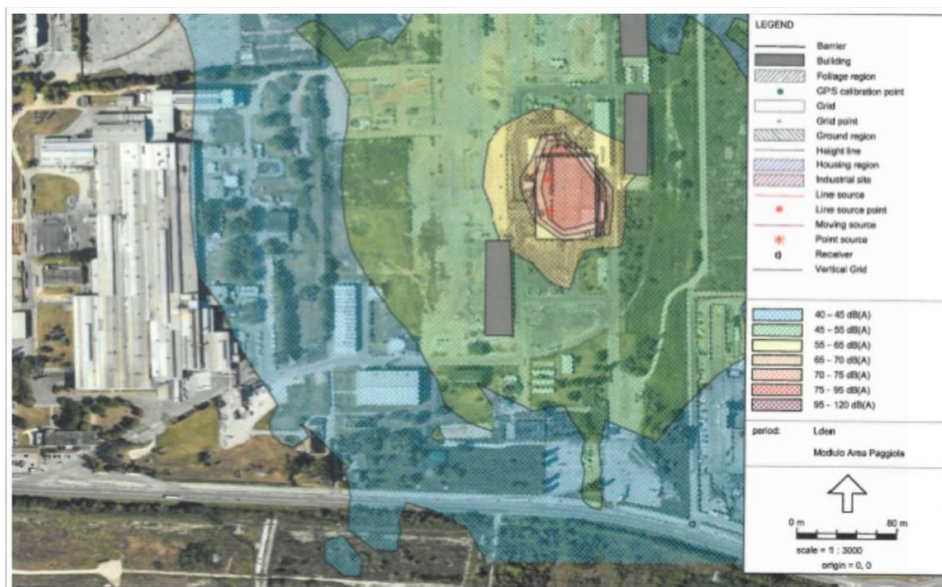 LEGEND
Barrier
Building
Foliage region
GPS calibration point
Grid
Grid point
Ground region
Height line
Housing region
Industrial site
Line source
Line source point
Moving source
Point source
Receiver
Vertical Grid
40 - 45 dB(A)
45 - 55 dB(A)
55 - 65 dB(A)
65 - 70 dB(A)
70 - 75 dB(A)
75 - 95 dB(A)
95 - 120 dB(A)
period: Lden
Modulo Area Paggiola
0 m 80 m
scale = 1 : 3000
origin = 0, 0